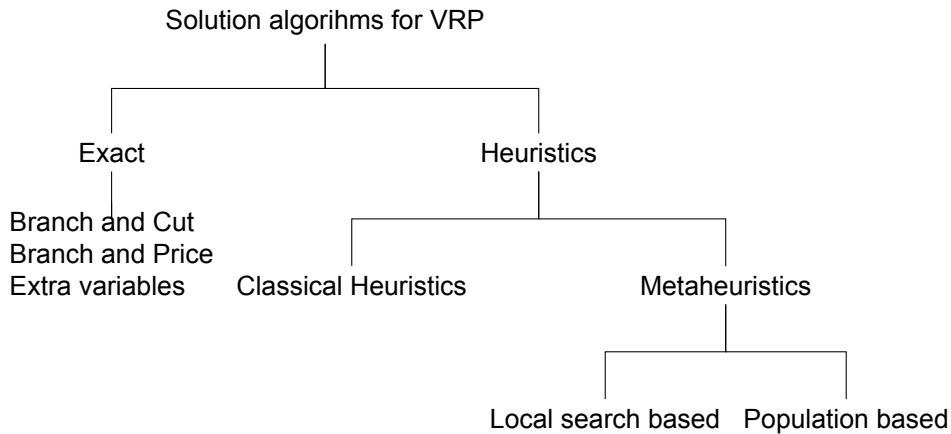 Solution algorihms for VRP
Exact
Heuristics
Branch and Cut
Branch and Price
Extra variables
Classical Heuristics
Metaheuristics
Local search based
Population based